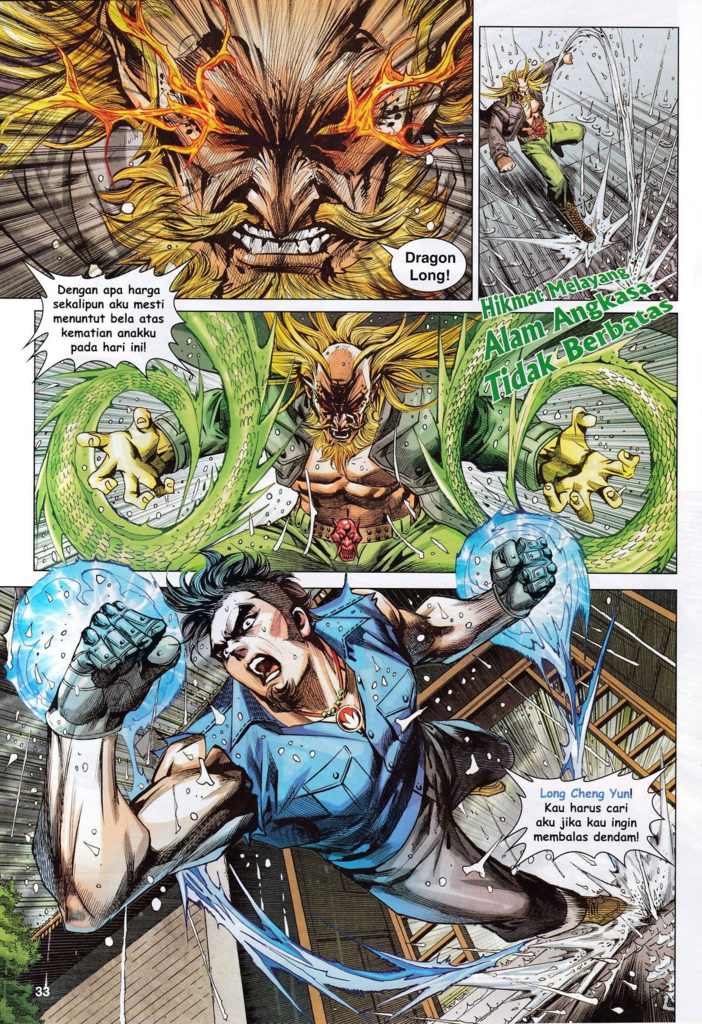 Dragon
Long!
Dengan apa harga
sekalipun aku mesti
menuntut bela atas
kematian anakku
pada hari ini!
Hikmat Melayang
Alam Angkasa
Tidak Berbatas
Long Cheng Yun!
Kau harus cari
aku jika kau ingin
membalas dendam!
33